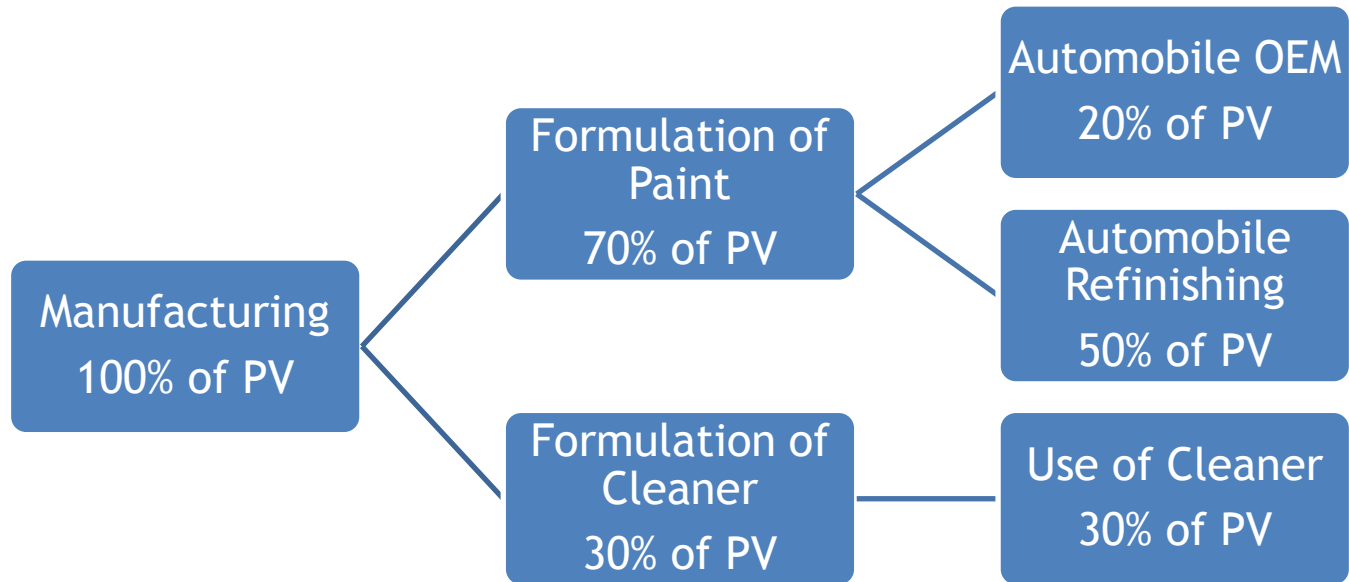 Manufacturing
100% of PV
Formulation of
Paint
70% of PV
Formulation of
Cleaner
30% of PV
Automobile OEM
20% of PV
Automobile
Refinishing
50% of PV
Use of Cleaner
30% of PV